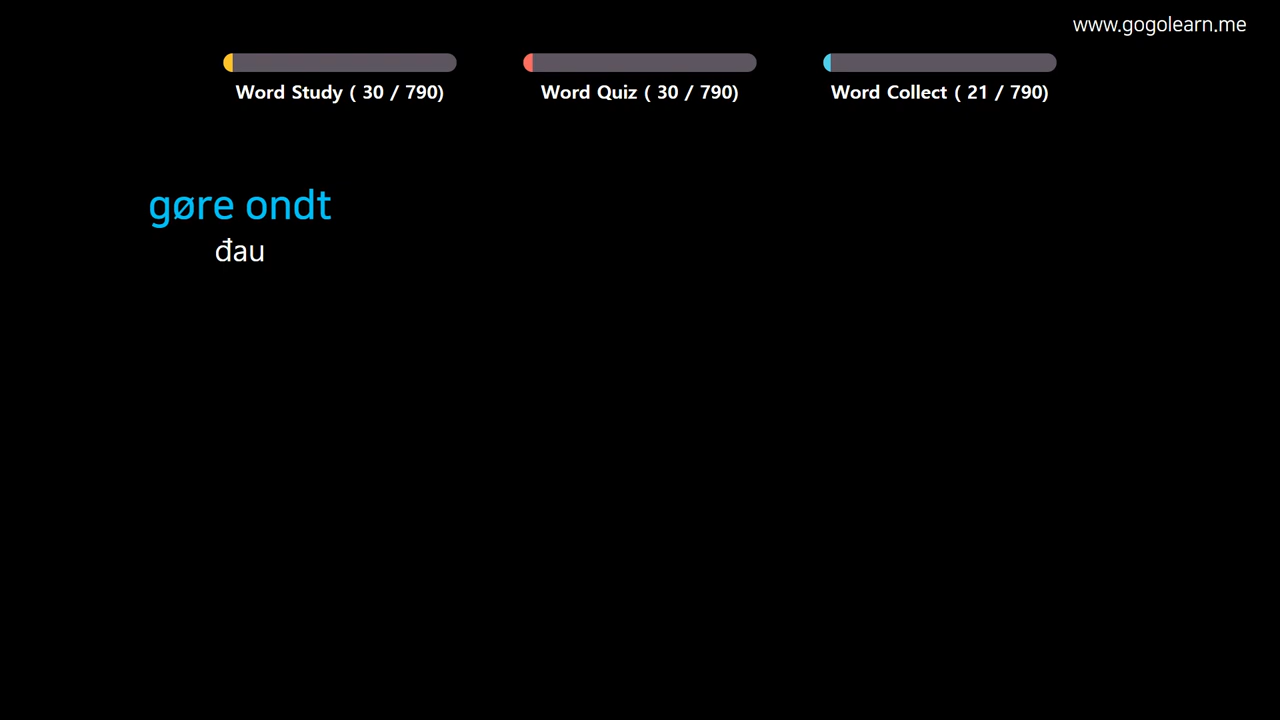 www.gogolearn.me
Word Study ( 30 / 790)
Word Quiz ( 30 / 790)
Word Collect ( 21 / 790)
gøre ondt
đau